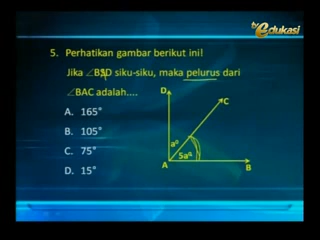 tv edukasi
5. Perhatikan gambar berikut ini!
Jika ∠BAD siku-siku, maka pelurus dari
∠BAC adalah....
A. 165°
B. 105°
C. 75°
D. 15°
D
C
a°
5a°
A
B